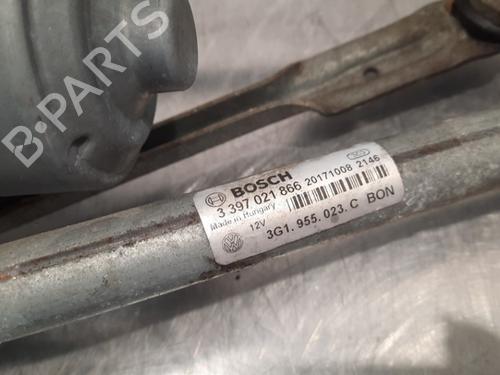 B-PARTS
BOSCH
3 397 021 866 20171008 2146
Made in Hungary
12V
3G1.955.023.C BON